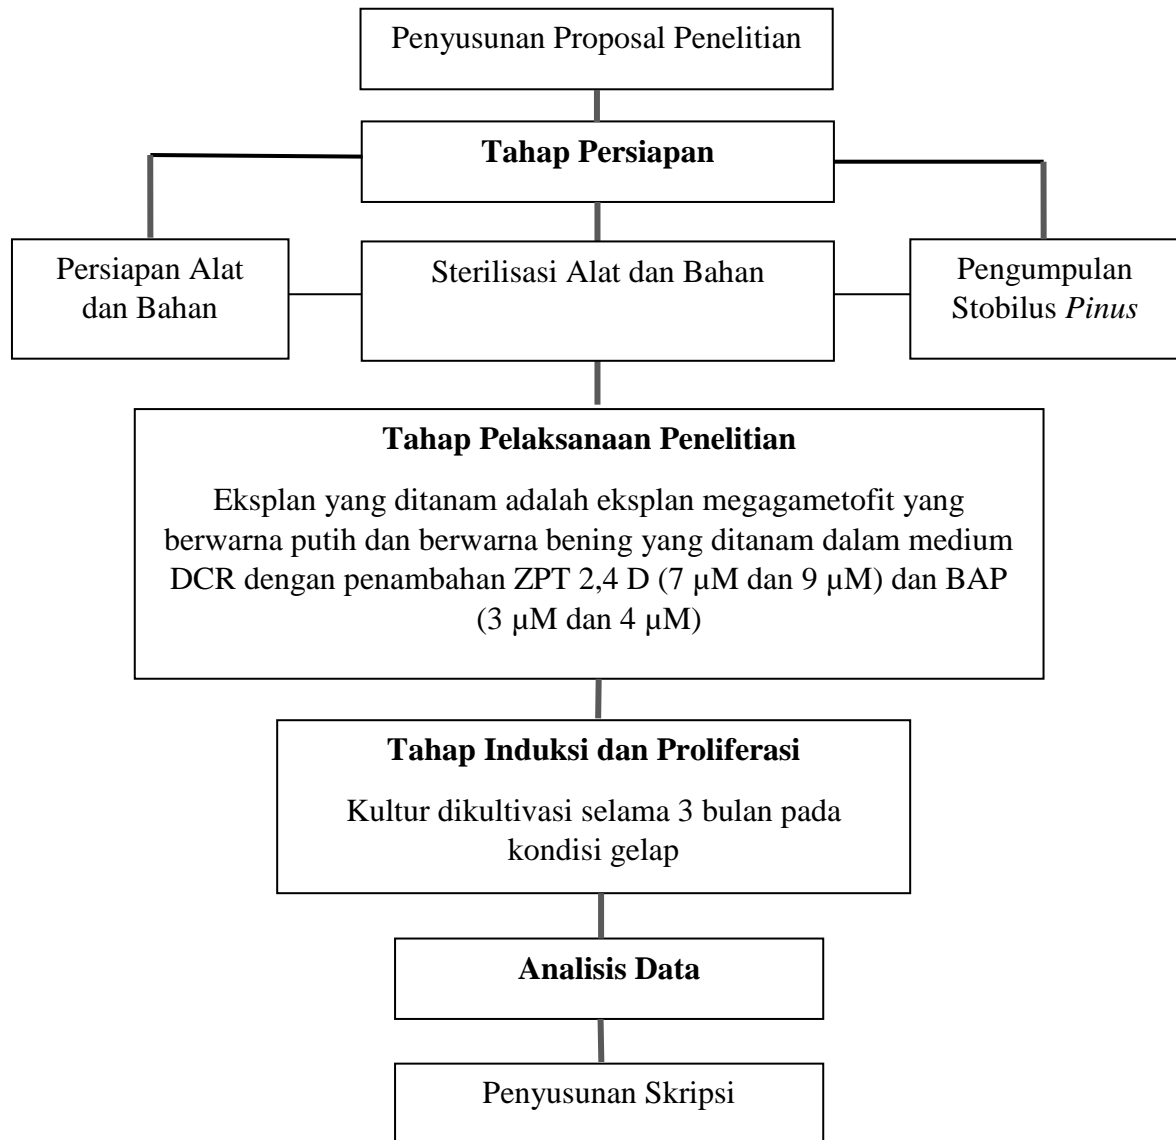 Penyusunan Proposal Penelitian
Tahap Persiapan
Persiapan Alat
dan Bahan
Sterilisasi Alat dan Bahan
Pengumpulan
Stobilus Pinus
Tahap Pelaksanaan Penelitian
Eksplan yang ditanam adalah eksplan megagametofit yang
berwarna putih dan berwarna bening yang ditanam dalam medium
DCR dengan penambahan ZPT 2,4 D (7 µM dan 9 µM) dan BAP
(3 µM dan 4 µM)
Tahap Induksi dan Proliferasi
Kultur dikultivasi selama 3 bulan pada
kondisi gelap
Analisis Data
Penyusunan Skripsi